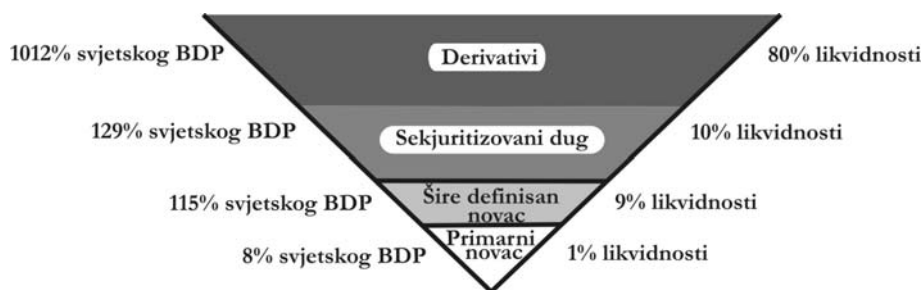 1012% svjetskog BDP
Derivativi
80% likvidnosti
129% svjetskog BDP
Sekjuritizovani dug
10% likvidnosti
115% svjetskog BDP
Šire definisan
novac
9% likvidnosti
8% svjetskog BDP
Primarni
novac
1% likvidnosti